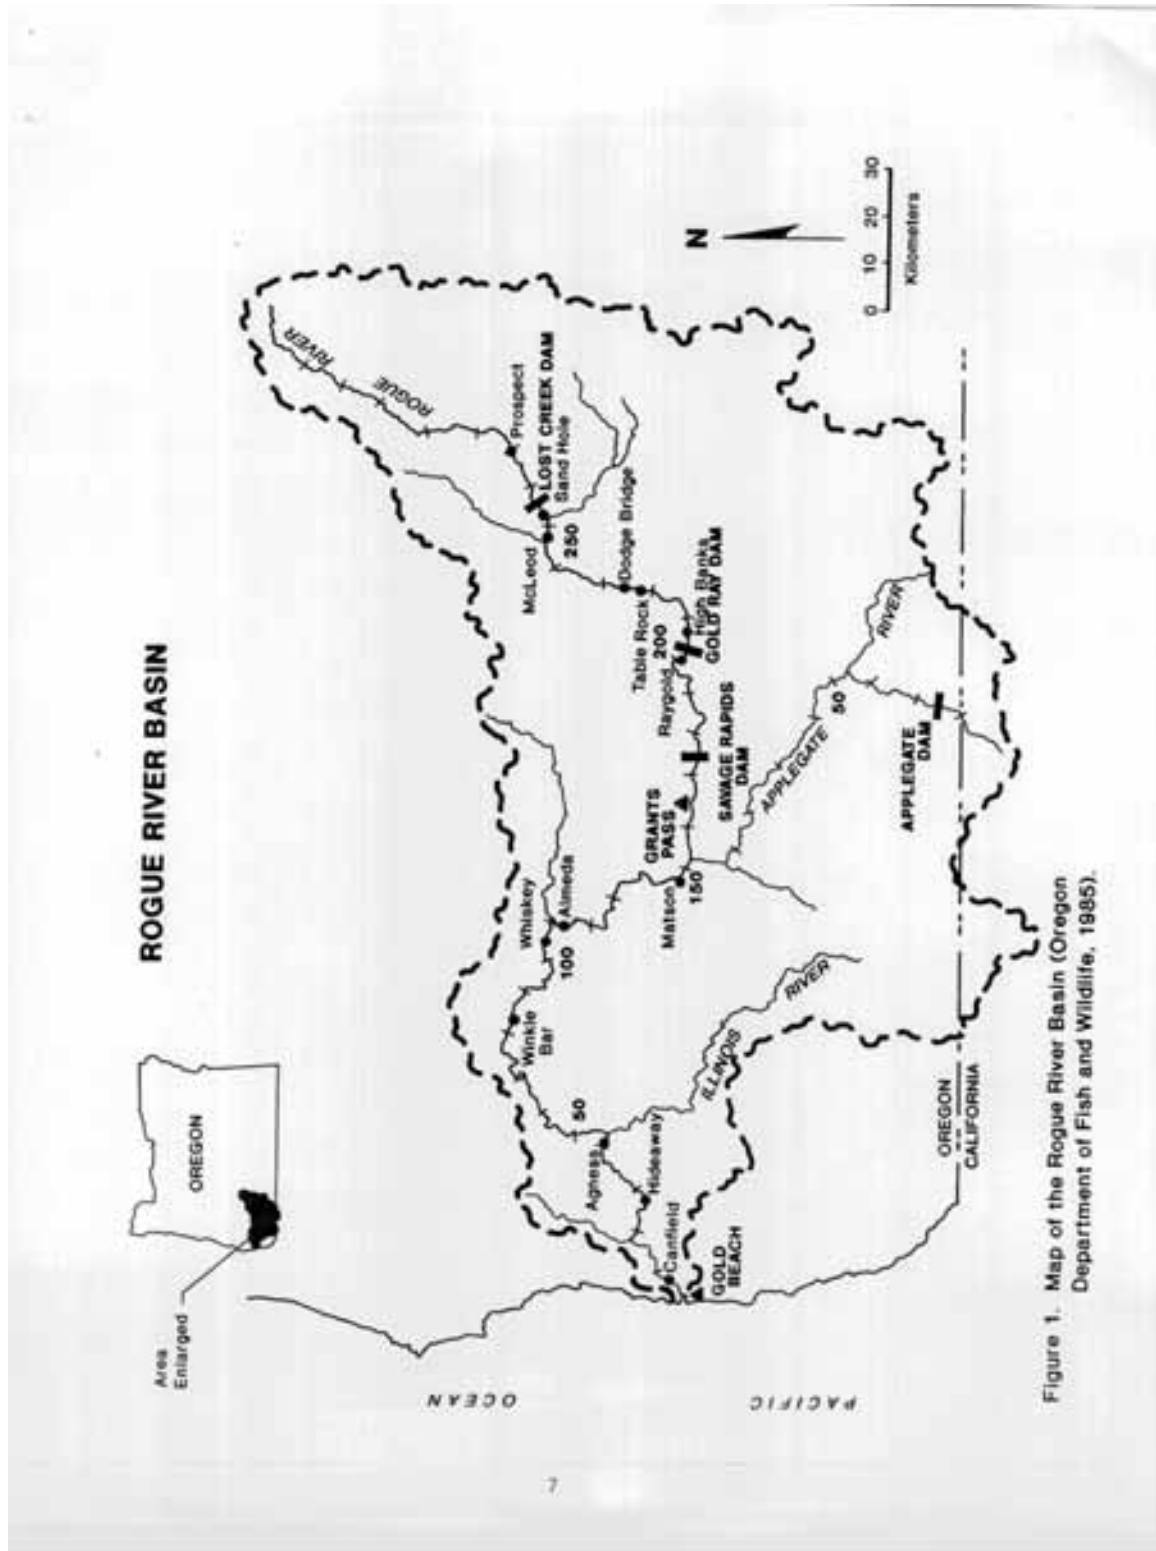 ROGUE RIVER BASIN
OREGON
Area
Enlarged
ROGUE
RIVER
Prospect
LOST CREEK DAM
Sand Hole
McLeod
250
Dodge Bridge
Table Rock
High Banks
200
GOLD RAY DAM
Raygold
SAVAGE RAPIDS
DAM
GRANTS
PASS
Matson
150
APPLEGATE
RIVER
50
APPLEGATE
DAM
Whiskey
Almeda
100
Winkle
Bar
50
Agness
ILLINOIS
RIVER
Hideaway
Canfield
GOLD
BEACH
PACIFIC
OCEAN
OREGON
CALIFORNIA
N
0 10 20 30
Kilometers
Figure 1. Map of the Rogue River Basin (Oregon
Department of Fish and Wildlife, 1985).
7